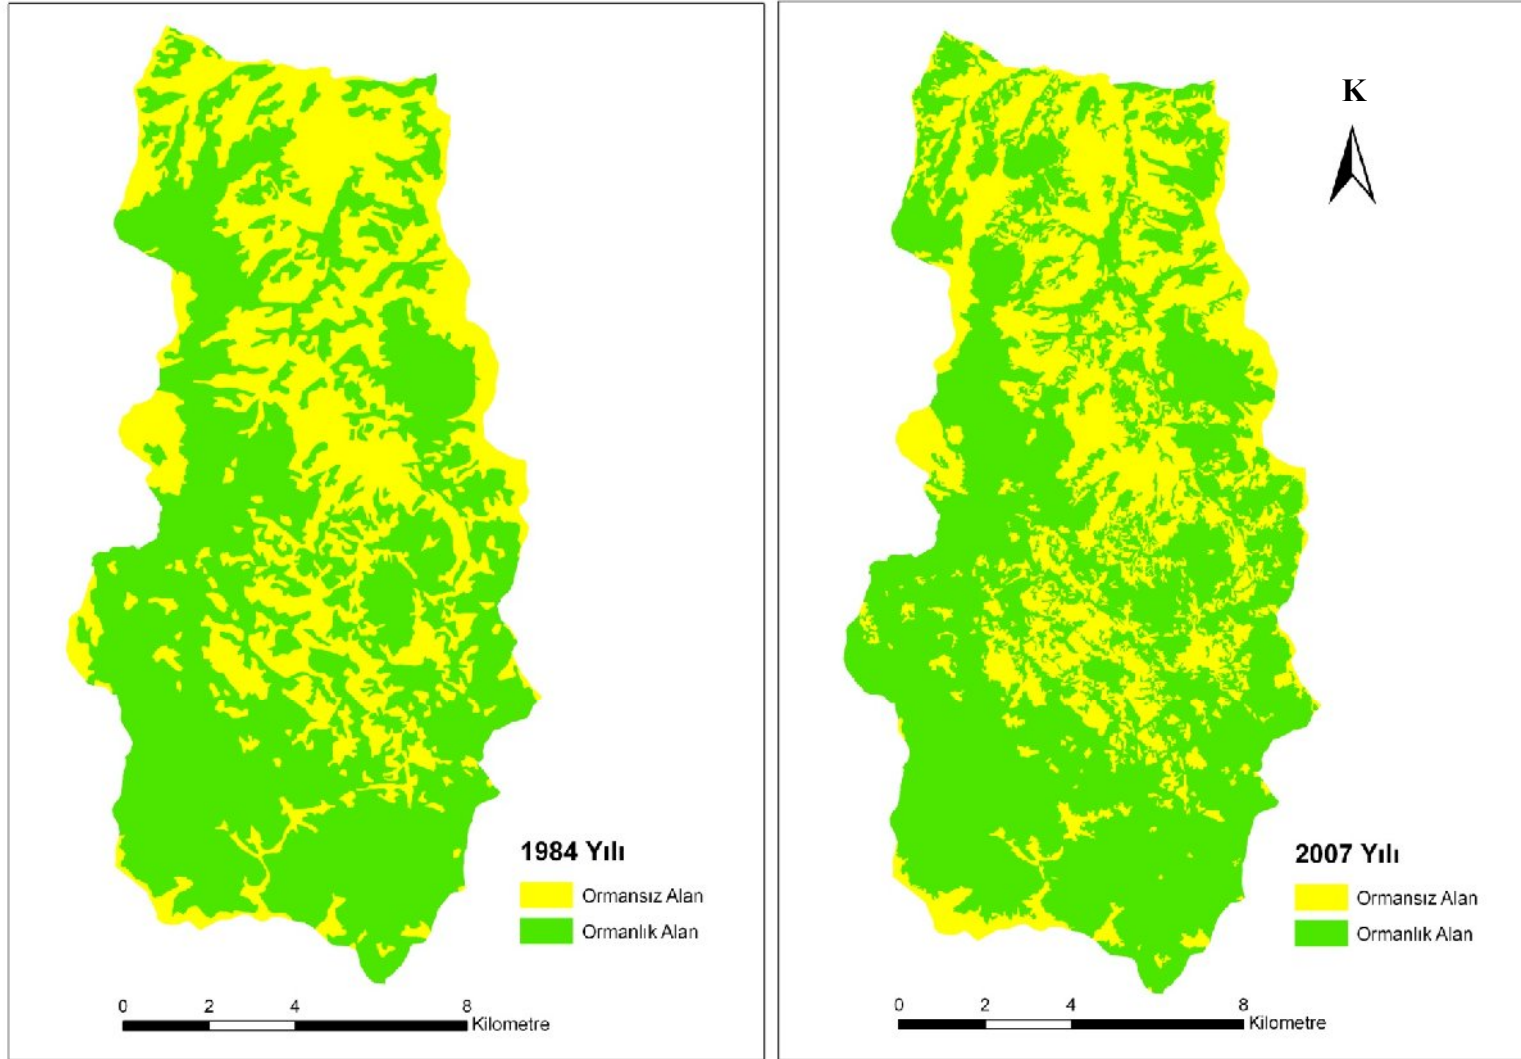 1984 Yılı
Ormansız Alan
Ormanlık Alan
0 2 4 8
Kilometre
K
2007 Yılı
Ormansız Alan
Ormanlık Alan
0 2 4 8
Kilometre